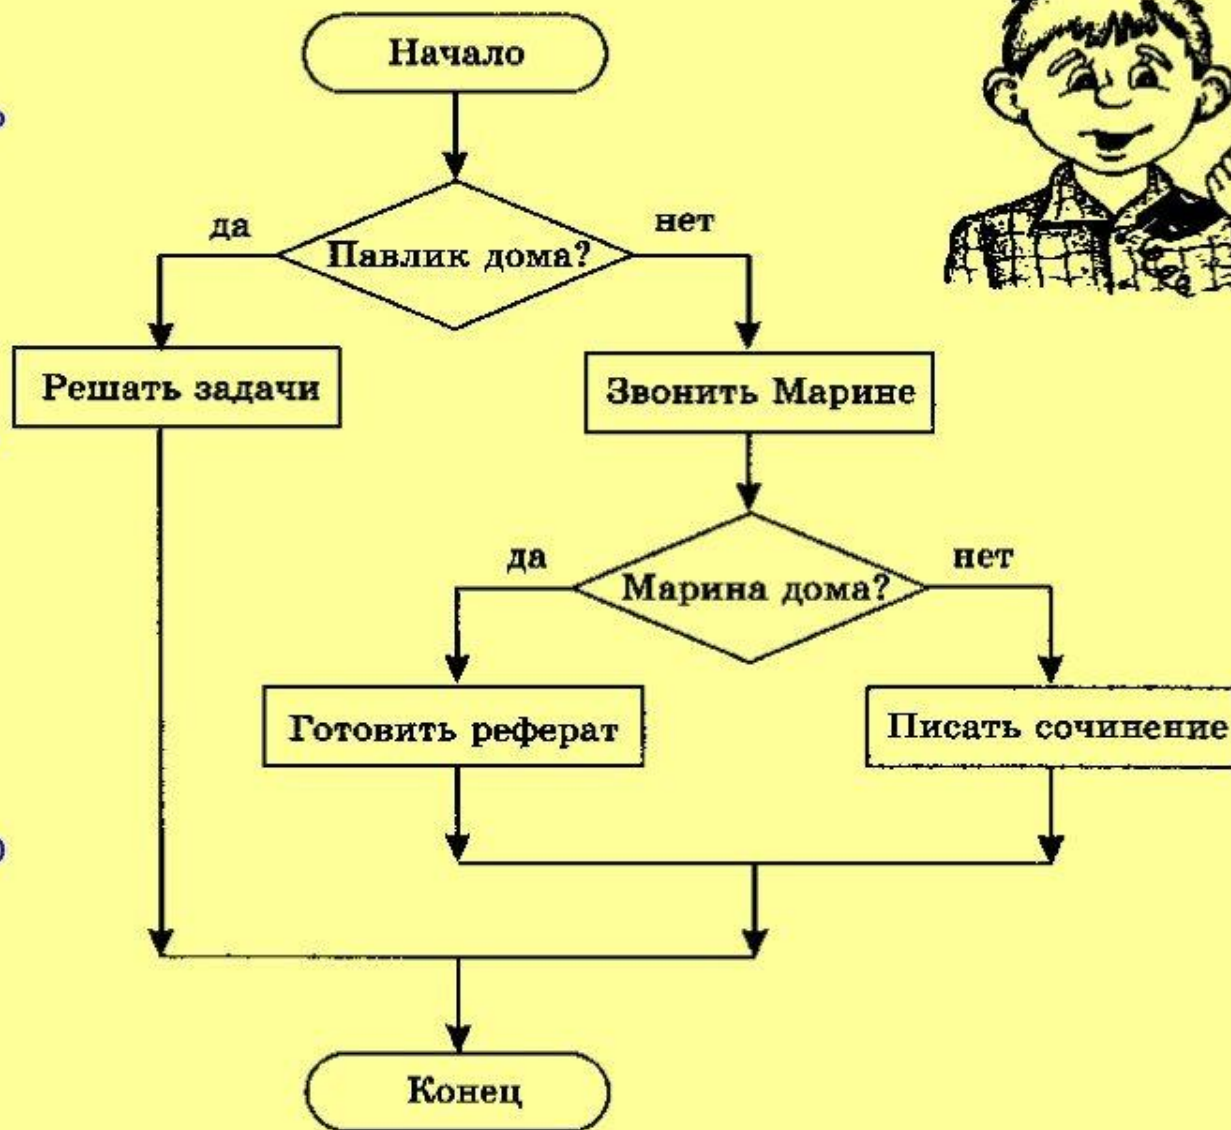 Начало
Павлик дома?
да
нет
Решать задачи
Звонить Марине
Марина дома?
да
нет
Готовить реферат
Писать сочинение
Конец